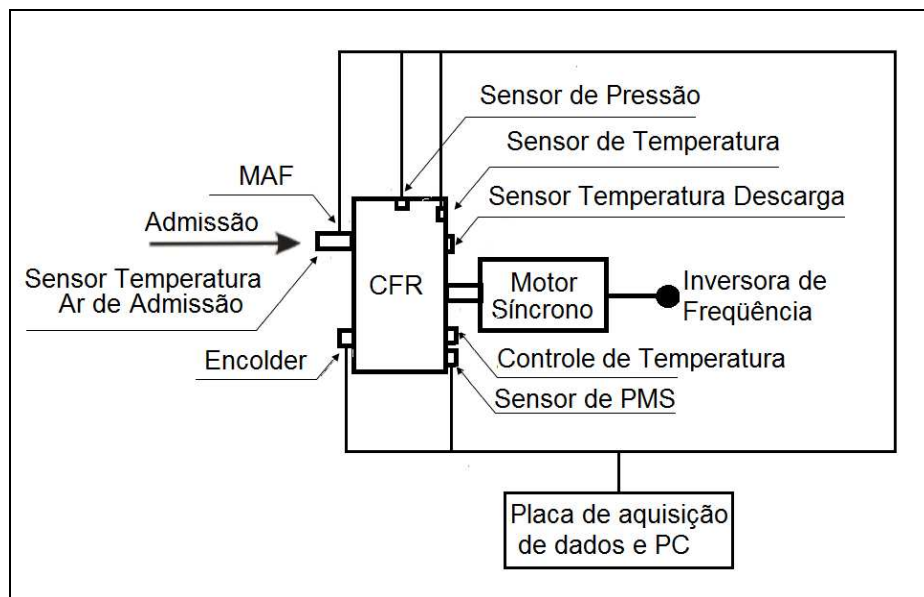 Sensor de Pressão
Sensor de Temperatura
MAF
Sensor Temperatura Descarga
Admissão
Sensor Temperatura
Ar de Admissão
CFR
Motor
Síncrono
Inversora de
Freqüência
Encolder
Controle de Temperatura
Sensor de PMS
Placa de aquisição
de dados e PC